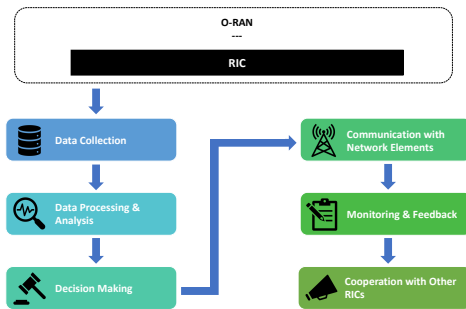 O-RAN
---
RIC
Data Collection
Data Processing &
Analysis
Decision Making
Communication with
Network Elements
Monitoring & Feedback
Cooperation with Other
RICs